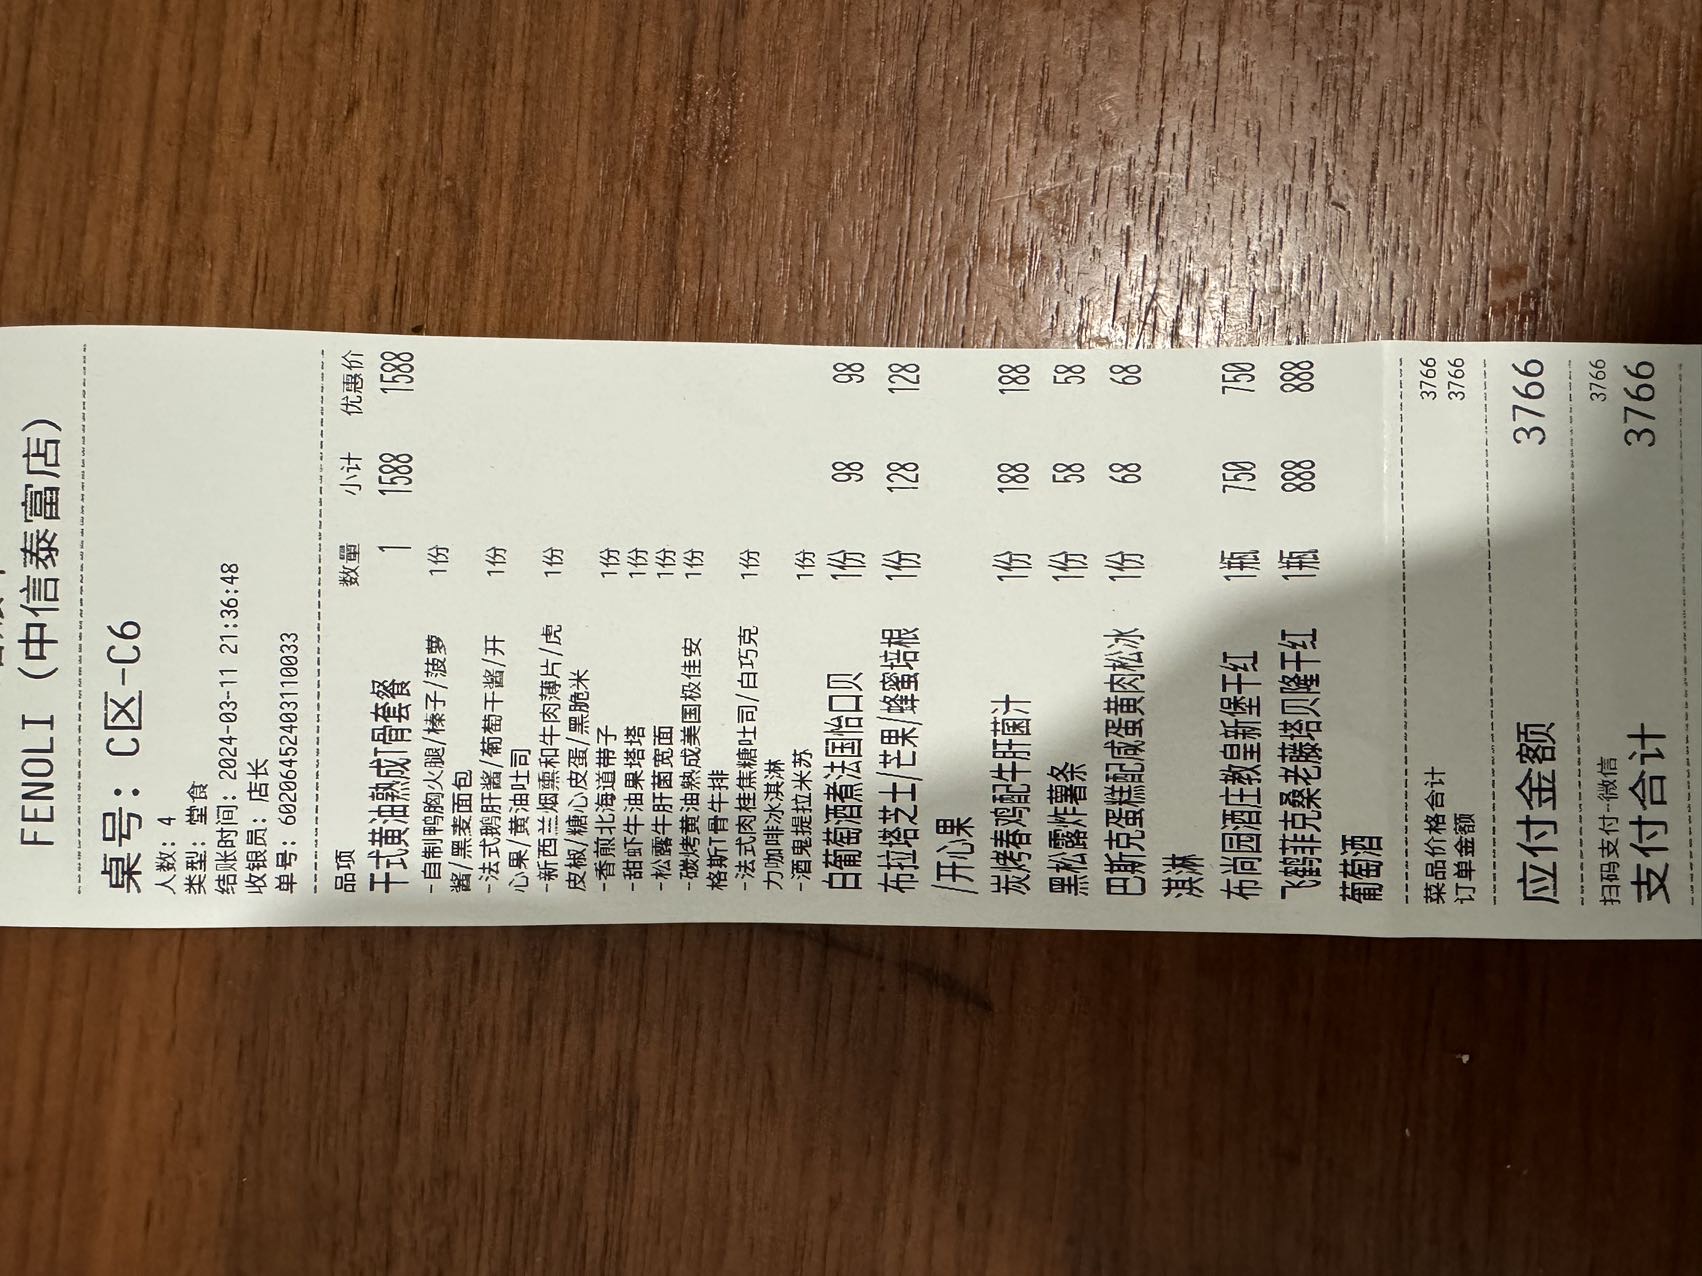 FENOLI (中信泰富店)
桌号: C区-C6
人数: 4
类型: 堂食
结账时间: 2024-03-11 21:36:48
收银员: 店长
单号: 602064524031​10033
品项 数量 小计 优惠价
干式黄油熟成T骨套餐 1 1588 1588
-自制鸭胸火腿/榛子/菠萝 1份
酱/黑麦面包
-法式鹅肝酱/葡萄干酱/开 1份
心果/黄油吐司
-新西兰烟熏和牛肉薄片/虎 1份
皮椒/糖心皮蛋/黑脆米
-香煎北海道带子 1份
-甜虾牛油果塔塔 1份
-松露牛肝菌宽面 1份
-碳烤黄油熟成美国极佳安 1份
格斯T骨牛排
-法式肉桂焦糖吐司/白巧克 1份
力咖啡冰淇淋
-酒鬼提拉米苏 1份
白葡萄酒煮法国怡口贝 1份 98 98
布拉塔芝士/芒果/蜂蜜培根 1份 128 128
/开心果
炭烤春鸡配牛肝菌汁 1份 188 188
黑松露炸薯条 1份 58 58
巴斯克蛋糕配咸蛋黄肉松冰 1份 68 68
淇淋
布尚园酒庄教皇新堡干红 1瓶 750 750
飞鹤菲克桑老藤塔贝隆干红 1瓶 888 888
葡萄酒
菜品价格合计 3766
订单金额 3766
应付金额 3766
扫码支付-微信 3766
支付合计 3766